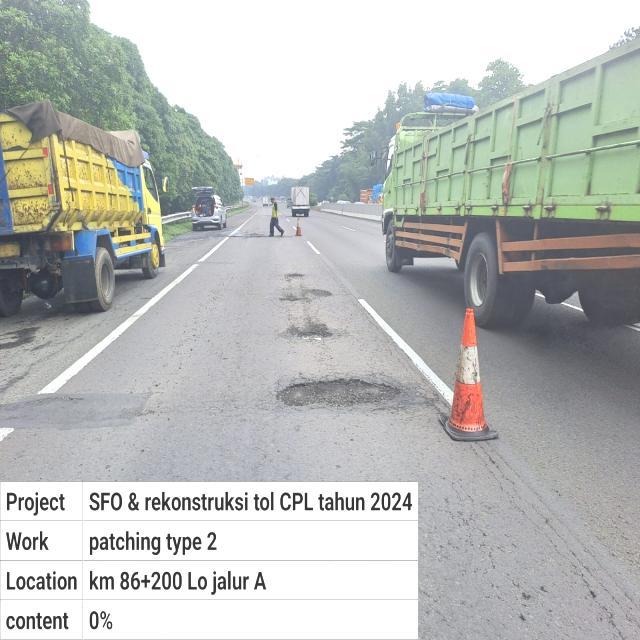 Project SFO & rekonstruksi tol CPL tahun 2024
Work patching type 2
Location km 86+200 Lo jalur A
content 0%